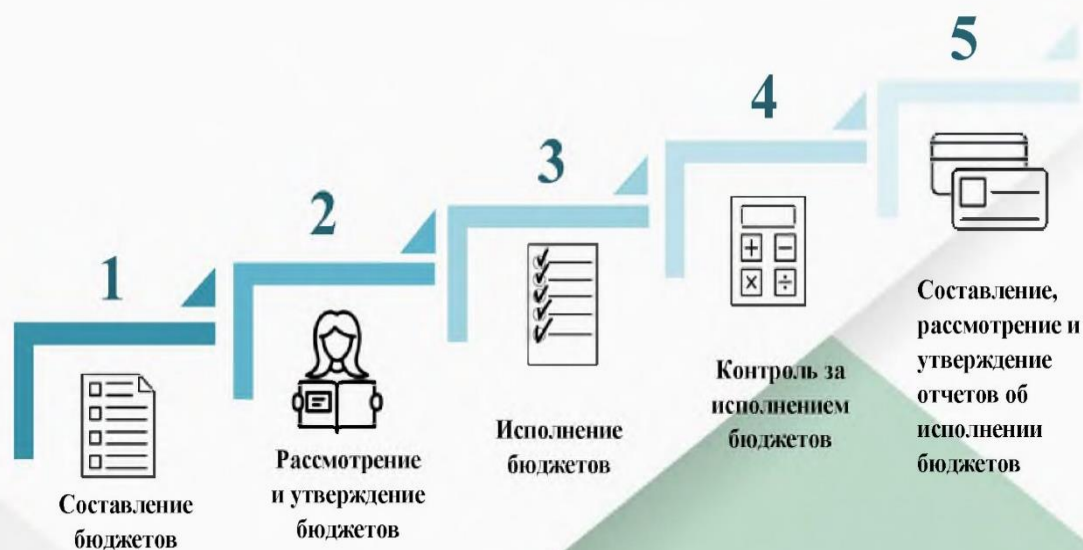 1
Составление
бюджетов
2
Рассмотрение
и утверждение
бюджетов
3
Исполнение
бюджетов
4
Контроль за
исполнением
бюджетов
5
Составление,
рассмотрение и
утверждение
отчетов об
исполнении
бюджетов